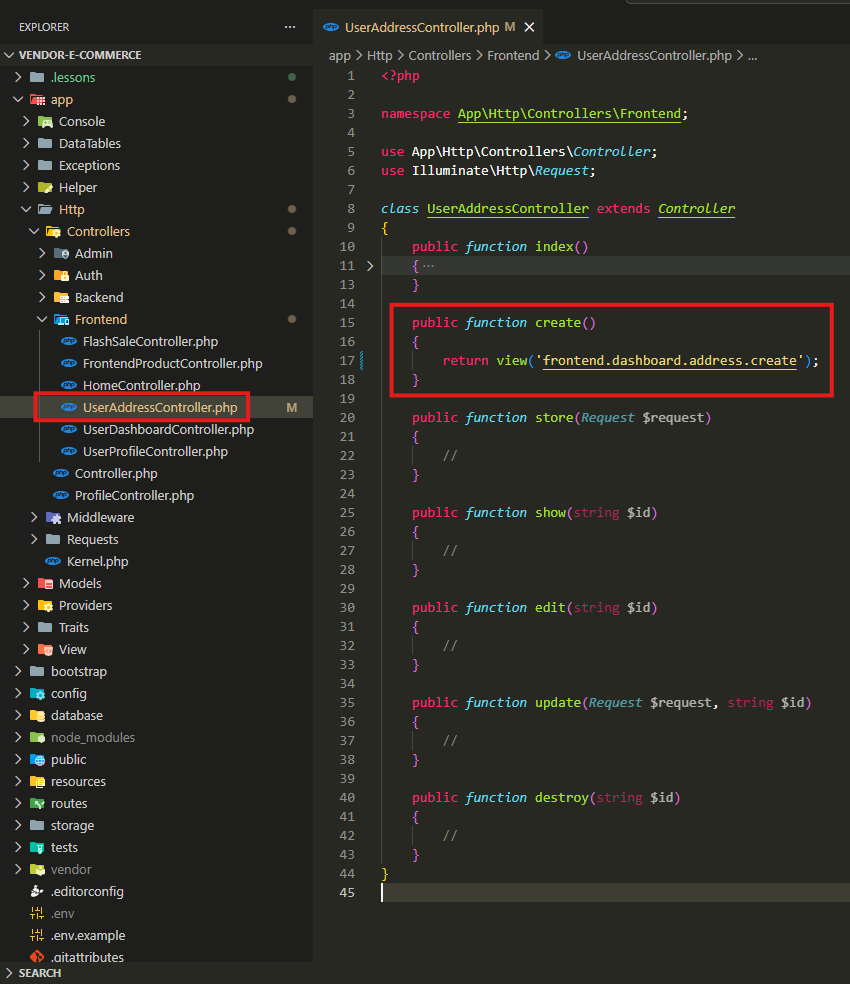 EXPLORER
···
VENDOR-E-COMMERCE
.lessons
app
Console
DataTables
Exceptions
Helper
Http
Controllers
Admin
Auth
Backend
Frontend
FlashSaleController.php
FrontendProductController.php
HomeController.php
UserAddressController.php M
UserDashboardController.php
UserProfileController.php
Controller.php
ProfileController.php
Middleware
Requests
Kernel.php
Models
Providers
Traits
View
bootstrap
config
database
node_modules
public
resources
routes
storage
tests
vendor
.editorconfig
.env
.env.example
.gitattributes
SEARCH
UserAddressController.php M
app > Http > Controllers > Frontend > UserAddressController.php > ...
1 <?php
2
3 namespace App\Http\Controllers\Frontend;
4
5 use App\Http\Controllers\Controller;
6 use Illuminate\Http\Request;
7
8 class UserAddressController extends Controller
9 {
10 public function index()
11 { ···
13 }
14
15 public function create()
16 {
17 return view('frontend.dashboard.address.create');
18 }
19
20 public function store(Request $request)
21 {
22 //
23 }
24
25 public function show(string $id)
26 {
27 //
28 }
29
30 public function edit(string $id)
31 {
32 //
33 }
34
35 public function update(Request $request, string $id)
36 {
37 //
38 }
39
40 public function destroy(string $id)
41 {
42 //
43 }
44 }
45